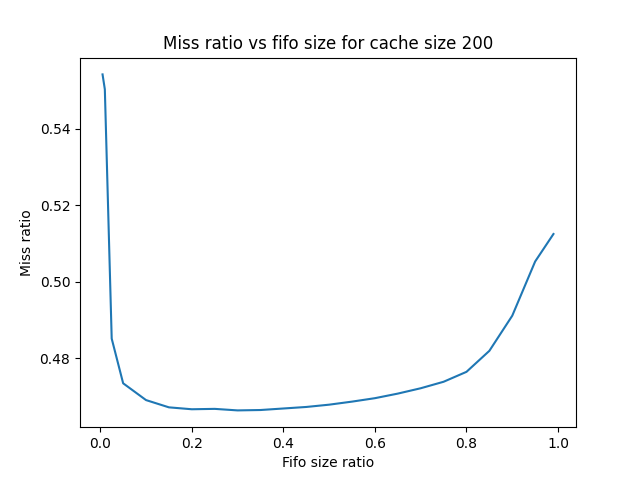 Miss ratio vs fifo size for cache size 200
0.54
0.52
0.50
0.48
Miss ratio
0.0 0.2 0.4 0.6 0.8 1.0
Fifo size ratio